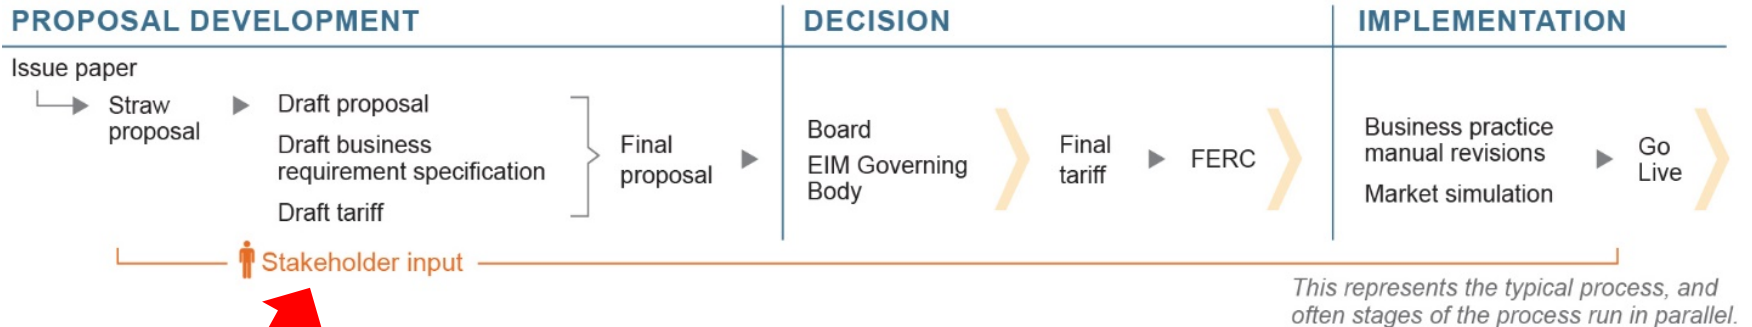 PROPOSAL DEVELOPMENT
DECISION
IMPLEMENTATION
Issue paper
Straw
proposal
Draft proposal
Draft business
requirement specification
Draft tariff
Final
proposal
Board
EIM Governing
Body
Final
tariff
FERC
Business practice
manual revisions
Market simulation
Go
Live
Stakeholder input
This represents the typical process, and
often stages of the process run in parallel.